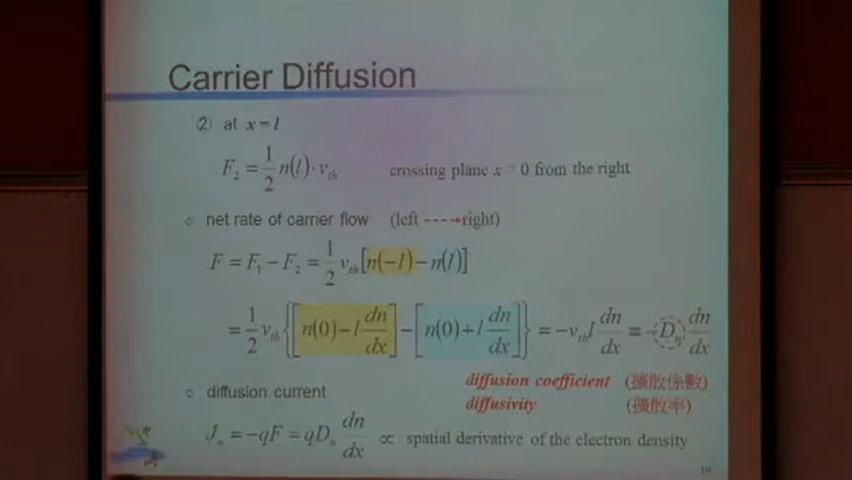 Carrier Diffusion
② at x = l
F₂ = 1/2 n(l) · v_th crossing plane x = 0 from the right
◇ net rate of carrier flow (left ----→ right)
F = F₁ − F₂ = 1/2 v_th [n(−l) − n(l)]
= 1/2 v_th {[n(0) − l dn/dx] − [n(0) + l dn/dx]} = −v_th l dn/dx ≡ −D_n dn/dx
diffusion coefficient (擴散係數)
○ diffusion current
diffusivity (擴散率)
J_n = −qF = qD_n dn/dx ∝ spatial derivative of the electron density
19